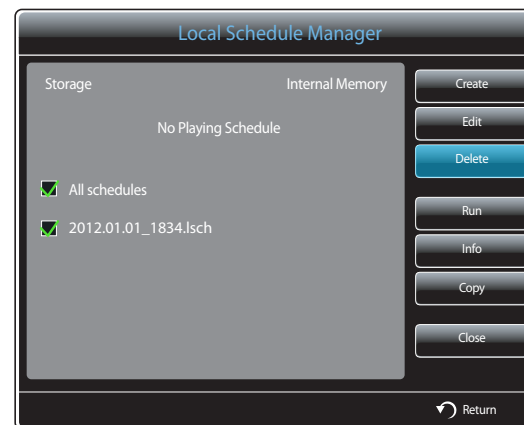 Local Schedule Manager
Storage Internal Memory
No Playing Schedule
All schedules
2012.01.01_1834.lsch
Create
Edit
Delete
Run
Info
Copy
Close
Return